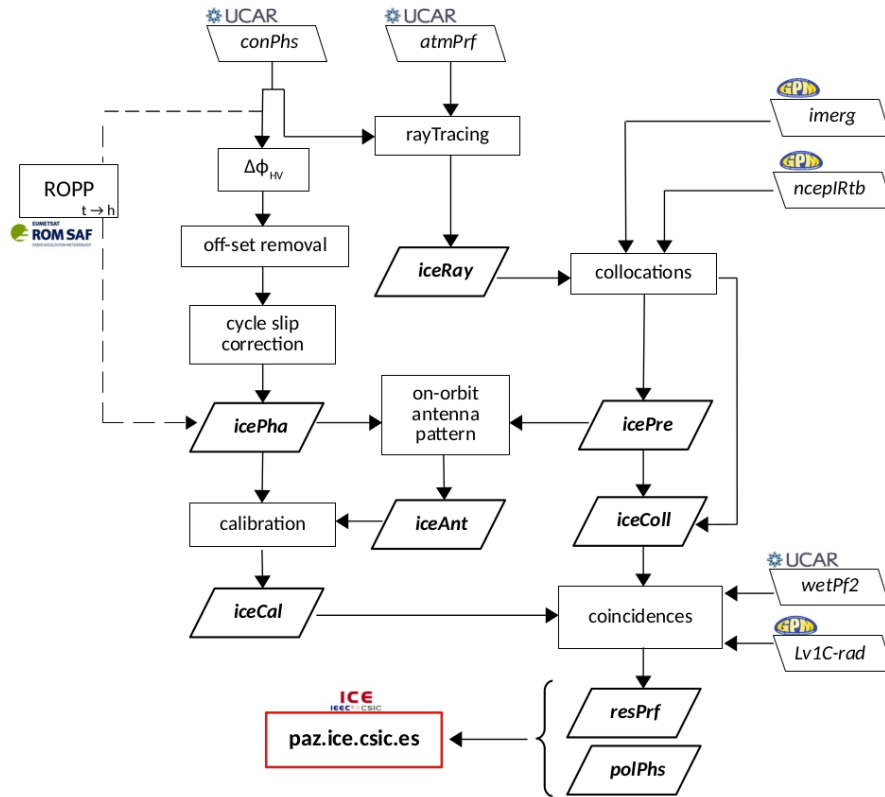 UCAR
UCAR
conPhs
atmPrf
GPM
imerg
rayTracing
GPM
ncepIRtb
ROPP
t → h
ΔϕHV
EUMETSAT
ROM SAF
off-set removal
iceRay
collocations
cycle slip
correction
on-orbit
antenna
pattern
icePha
icePre
calibration
iceAnt
iceColl
UCAR
wetPf2
iceCal
coincidences
GPM
Lv1C-rad
ICE
IEEC CSIC
resPrf
paz.ice.csic.es
polPhs